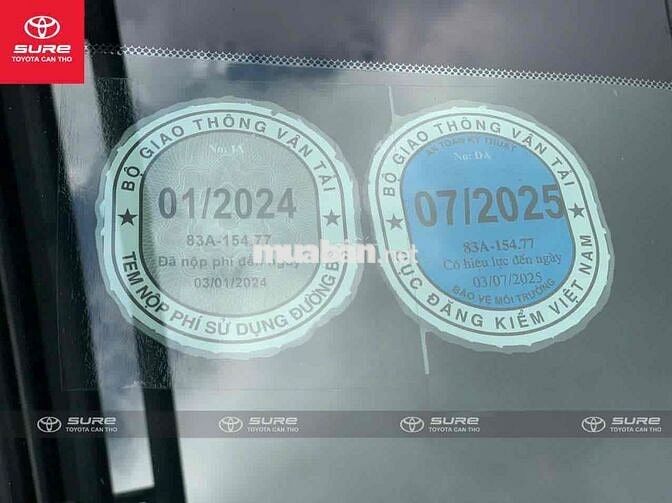 TOYOTA
SURE
TOYOTA CAN THO
BỘ GIAO THÔNG VẬN TẢI
No: IA
01/2024
83A-154.77
Đã nộp phí đến ngày
03/01/2024
TEM NỘP PHÍ SỬ DỤNG ĐƯỜNG B
BỘ GIAO THÔNG VẬN TẢI
AN TOÀN KỸ THUẬT
No: DA
07/2025
83A-154.77
Có hiệu lực đến ngày
03/07/2025
BẢO VỆ MÔI TRƯỜNG
CỤC ĐĂNG KIỂM VIỆT NAM
muaban.net
SURE
TOYOTA CAN THO
SURE
TOYOTA CAN THO
SURE
TOYOTA CAN THO
SURE
TOYOTA CAN THO